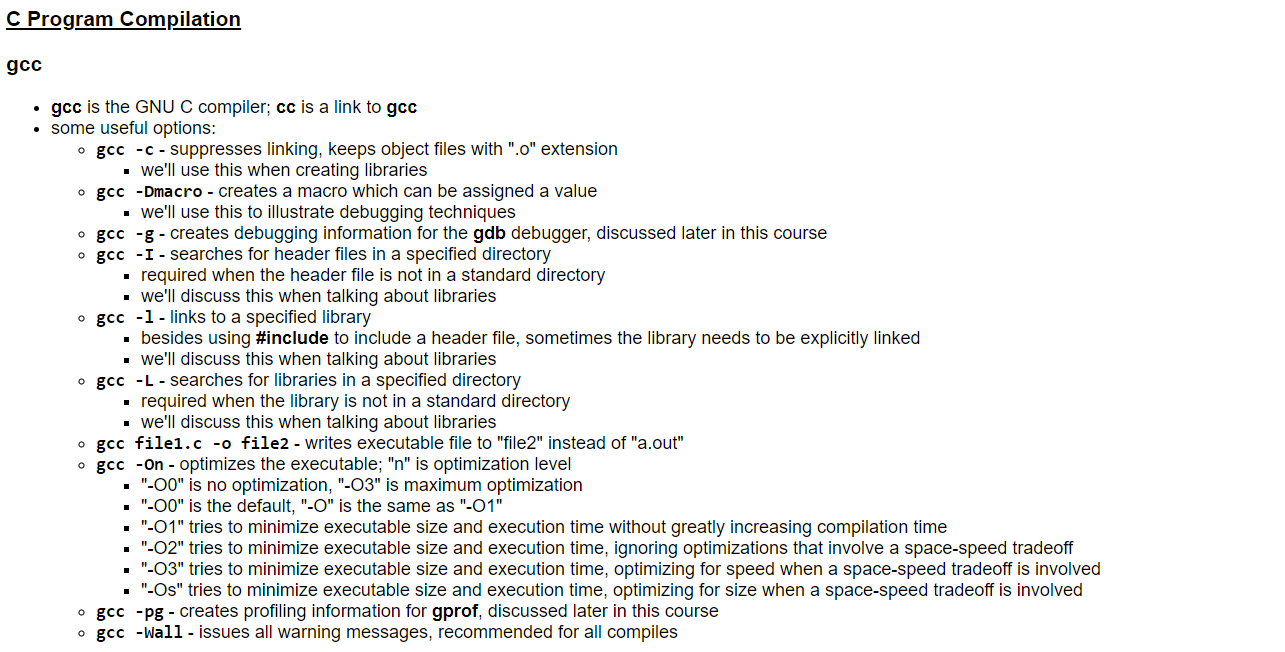 C Program Compilation
gcc
gcc is the GNU C compiler; cc is a link to gcc
some useful options:
gcc -c - suppresses linking, keeps object files with ".o" extension
we'll use this when creating libraries
gcc -Dmacro - creates a macro which can be assigned a value
we'll use this to illustrate debugging techniques
gcc -g - creates debugging information for the gdb debugger, discussed later in this course
gcc -I - searches for header files in a specified directory
required when the header file is not in a standard directory
we'll discuss this when talking about libraries
gcc -l - links to a specified library
besides using #include to include a header file, sometimes the library needs to be explicitly linked
we'll discuss this when talking about libraries
gcc -L - searches for libraries in a specified directory
required when the library is not in a standard directory
we'll discuss this when talking about libraries
gcc file1.c -o file2 - writes executable file to "file2" instead of "a.out"
gcc -On - optimizes the executable; "n" is optimization level
"-O0" is no optimization, "-O3" is maximum optimization
"-O0" is the default, "-O" is the same as "-O1"
"-O1" tries to minimize executable size and execution time without greatly increasing compilation time
"-O2" tries to minimize executable size and execution time, ignoring optimizations that involve a space-speed tradeoff
"-O3" tries to minimize executable size and execution time, optimizing for speed when a space-speed tradeoff is involved
"-Os" tries to minimize executable size and execution time, optimizing for size when a space-speed tradeoff is involved
gcc -pg - creates profiling information for gprof, discussed later in this course
gcc -Wall - issues all warning messages, recommended for all compiles